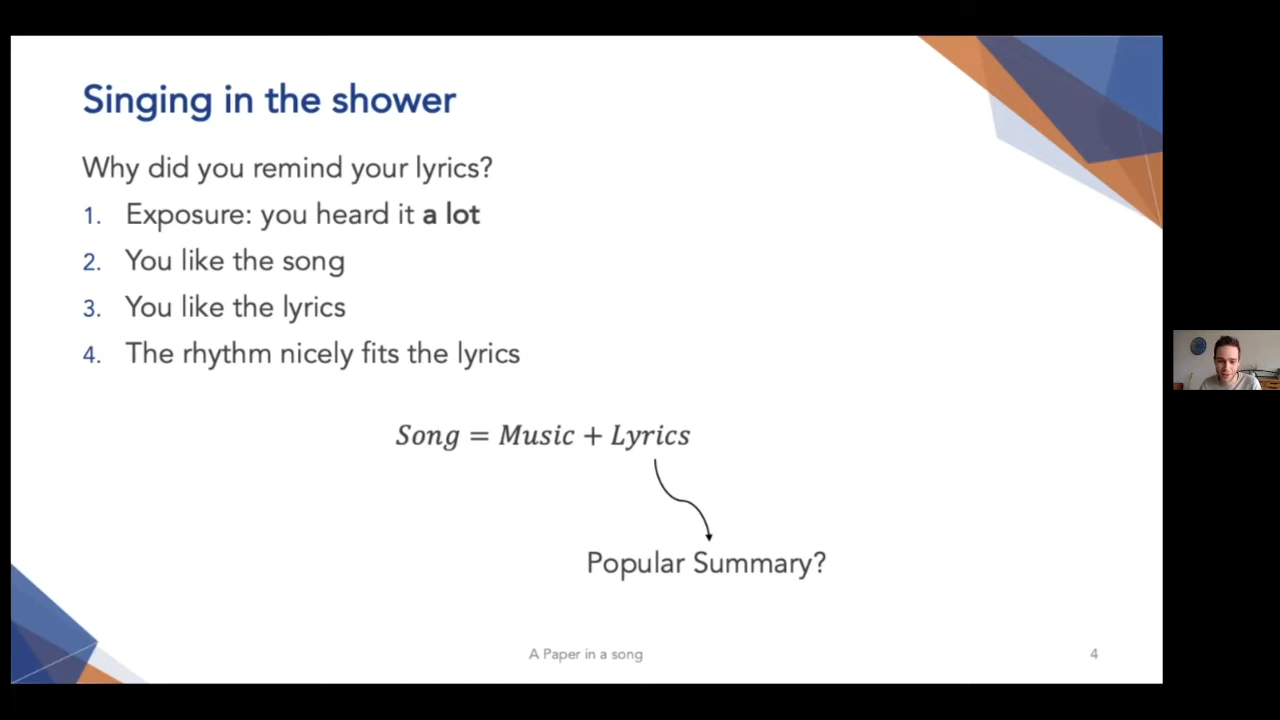 Singing in the shower
Why did you remind your lyrics?
1. Exposure: you heard it a lot
2. You like the song
3. You like the lyrics
4. The rhythm nicely fits the lyrics
Song = Music + Lyrics
Popular Summary?
A Paper in a song
4